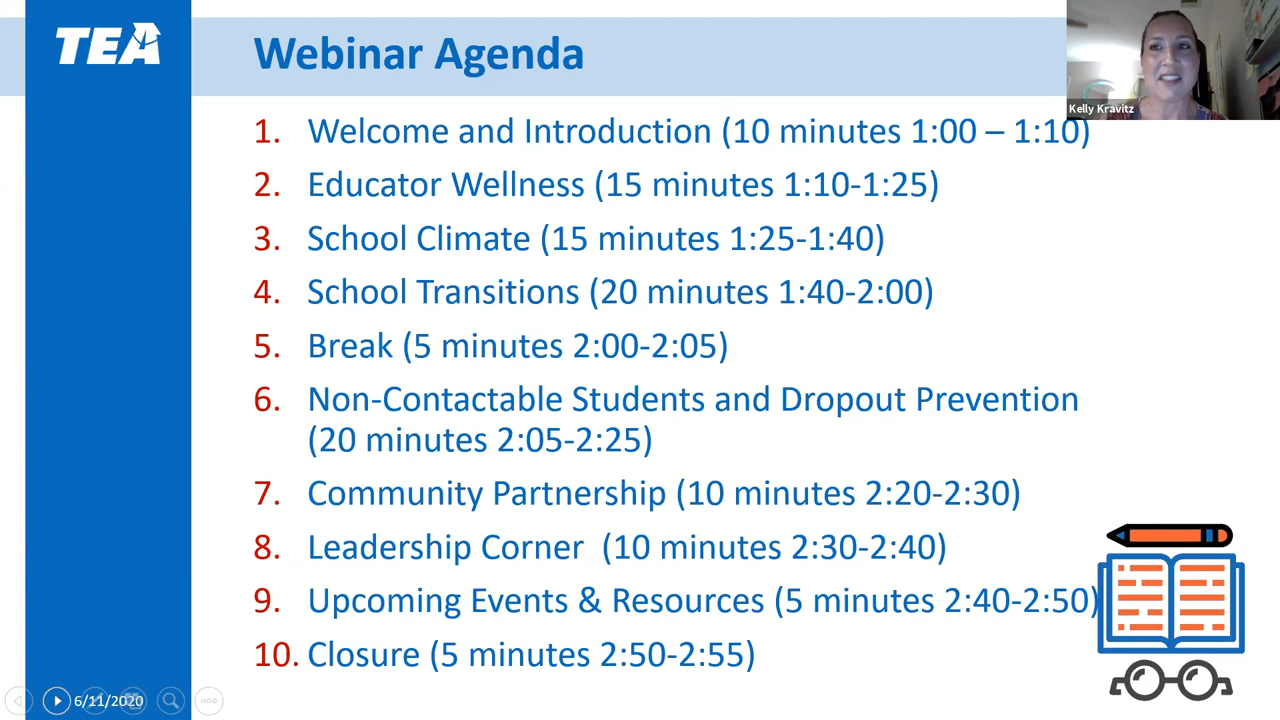 TEA
Webinar Agenda
Kelly Kravitz
1. Welcome and Introduction (10 minutes 1:00 – 1:10)
2. Educator Wellness (15 minutes 1:10-1:25)
3. School Climate (15 minutes 1:25-1:40)
4. School Transitions (20 minutes 1:40-2:00)
5. Break (5 minutes 2:00-2:05)
6. Non-Contactable Students and Dropout Prevention
(20 minutes 2:05-2:25)
7. Community Partnership (10 minutes 2:20-2:30)
8. Leadership Corner  (10 minutes 2:30-2:40)
9. Upcoming Events & Resources (5 minutes 2:40-2:50)
10. Closure (5 minutes 2:50-2:55)
6/11/2020